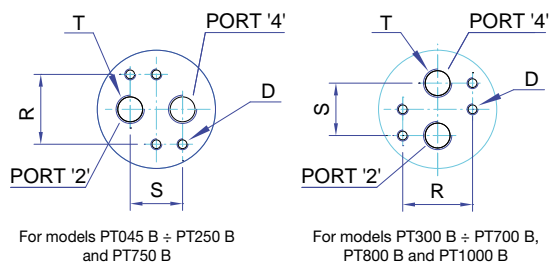 T
PORT '4'
R
D
PORT '2'
S
For models PT045 B ÷ PT250 B
and PT750 B
T
PORT '4'
S
D
PORT '2'
R
For models PT300 B ÷ PT700 B,
PT800 B and PT1000 B